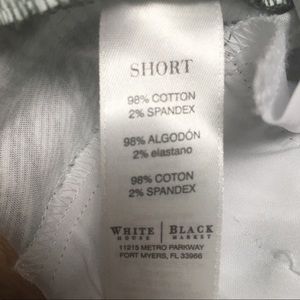 SHORT
98% COTTON
2% SPANDEX
98% ALGODÓN
2% elastano
98% COTON
2% SPANDEX
WHITE | BLACK
HOUSE | MARKET
11215 METRO PARKWAY
FORT MYERS, FL 33966